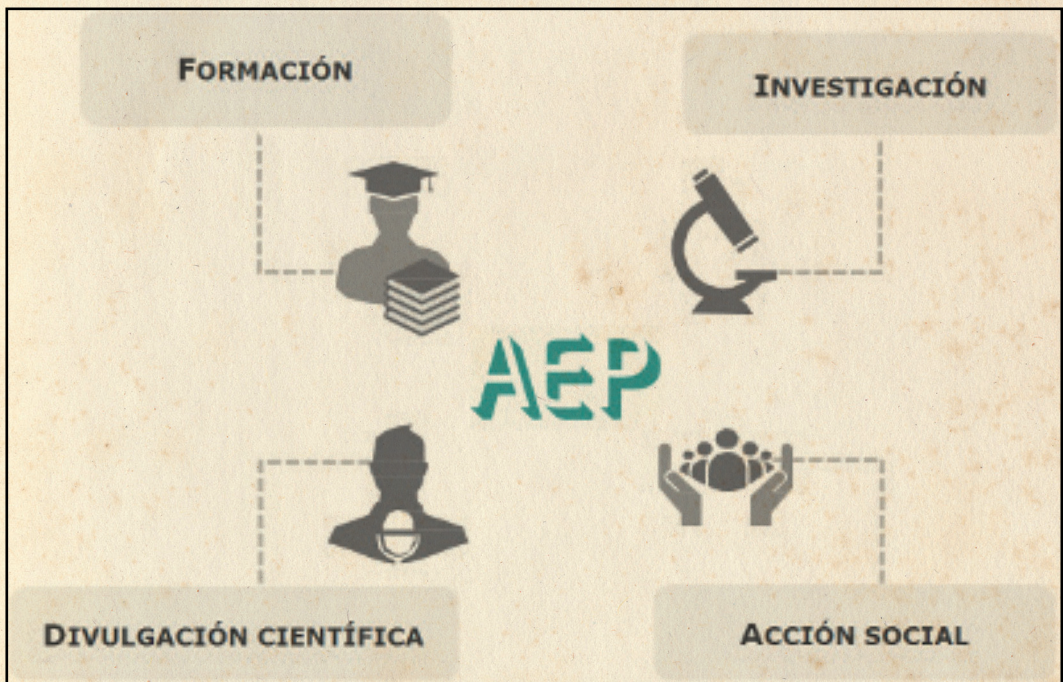 FORMACIÓN
INVESTIGACIÓN
AEP
DIVULGACIÓN CIENTÍFICA
ACCIÓN SOCIAL